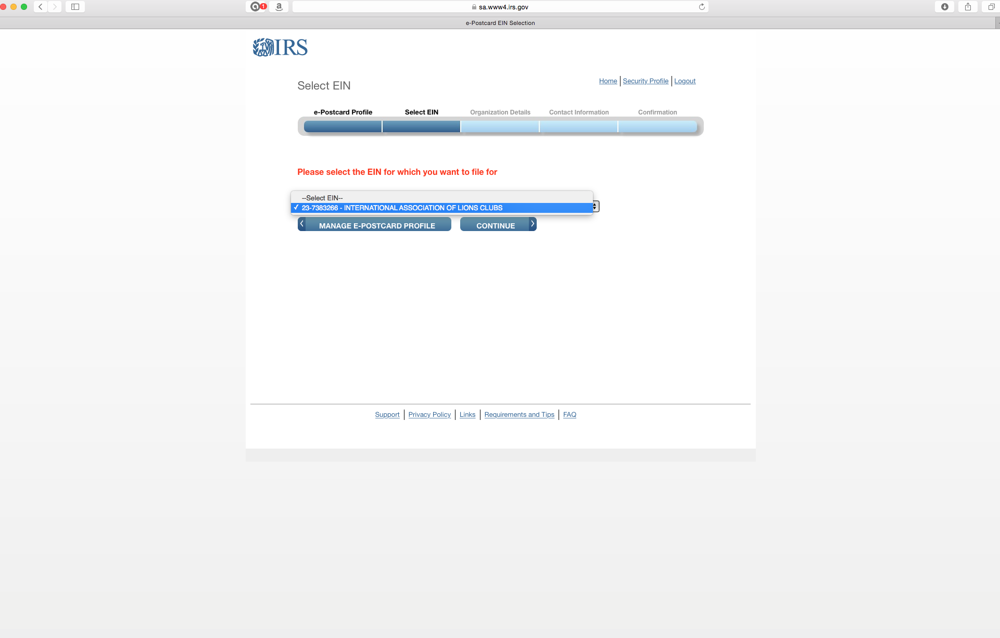 1
a
sa.www4.irs.gov
e-Postcard EIN Selection
IRS
Select EIN
Home
Security Profile
Logout
e-Postcard Profile
Select EIN
Organization Details
Contact Information
Confirmation
Please select the EIN for which you want to file for
--Select EIN--
✓ 23-7383266 - INTERNATIONAL ASSOCIATION OF LIONS CLUBS
MANAGE E-POSTCARD PROFILE
CONTINUE
Support
Privacy Policy
Links
Requirements and Tips
FAQ